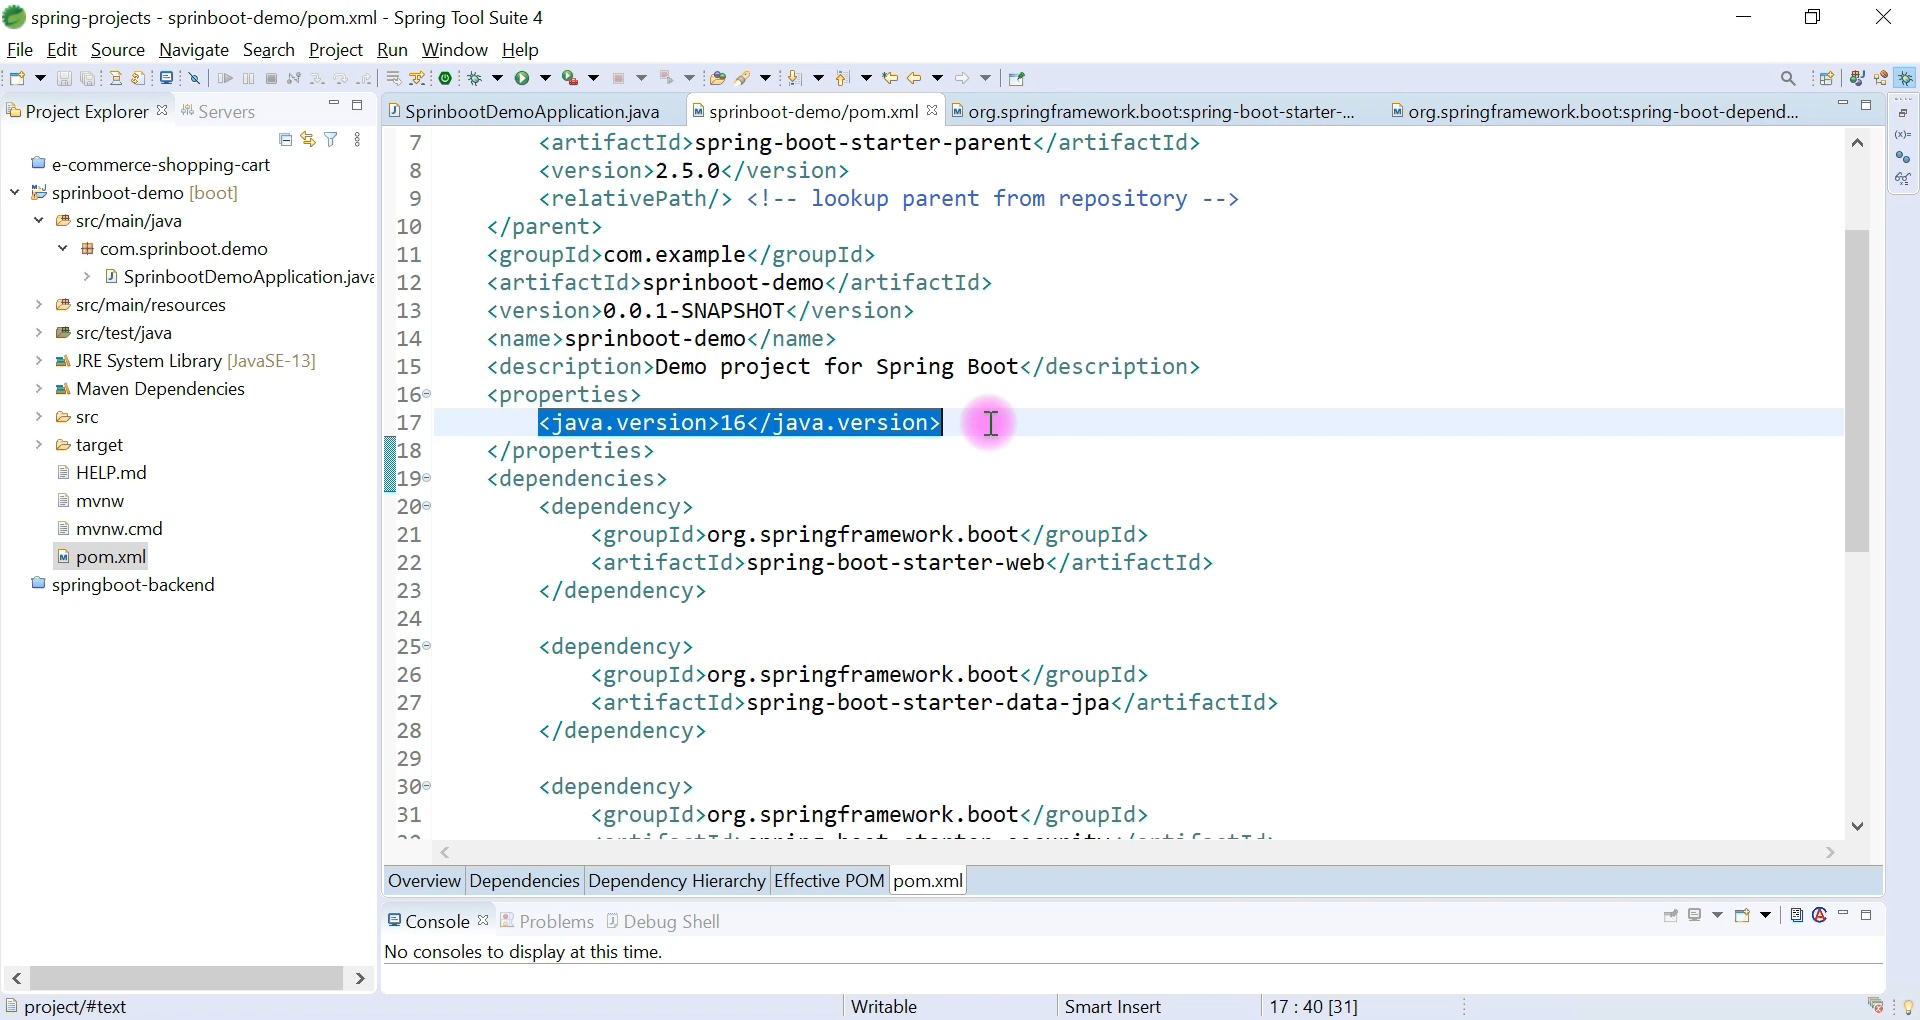 spring-projects - sprinboot-demo/pom.xml - Spring Tool Suite 4
File Edit Source Navigate Search Project Run Window Help
Project Explorer Servers
e-commerce-shopping-cart
sprinboot-demo [boot]
src/main/java
com.sprinboot.demo
SprinbootDemoApplication.java
src/main/resources
src/test/java
JRE System Library [JavaSE-13]
Maven Dependencies
src
target
HELP.md
mvnw
mvnw.cmd
pom.xml
springboot-backend
SprinbootDemoApplication.java sprinboot-demo/pom.xml org.springframework.boot:spring-boot-starter-... org.springframework.boot:spring-boot-depend...
7 <artifactId>spring-boot-starter-parent</artifactId>
8 <version>2.5.0</version>
9 <relativePath/> <!-- lookup parent from repository -->
10 </parent>
11 <groupId>com.example</groupId>
12 <artifactId>sprinboot-demo</artifactId>
13 <version>0.0.1-SNAPSHOT</version>
14 <name>sprinboot-demo</name>
15 <description>Demo project for Spring Boot</description>
16 <properties>
17 <java.version>16</java.version>
18 </properties>
19 <dependencies>
20 <dependency>
21 <groupId>org.springframework.boot</groupId>
22 <artifactId>spring-boot-starter-web</artifactId>
23 </dependency>
24
25 <dependency>
26 <groupId>org.springframework.boot</groupId>
27 <artifactId>spring-boot-starter-data-jpa</artifactId>
28 </dependency>
29
30 <dependency>
31 <groupId>org.springframework.boot</groupId>
Overview Dependencies Dependency Hierarchy Effective POM pom.xml
Console Problems Debug Shell
No consoles to display at this time.
project/#text Writable Smart Insert 17 : 40 [31]